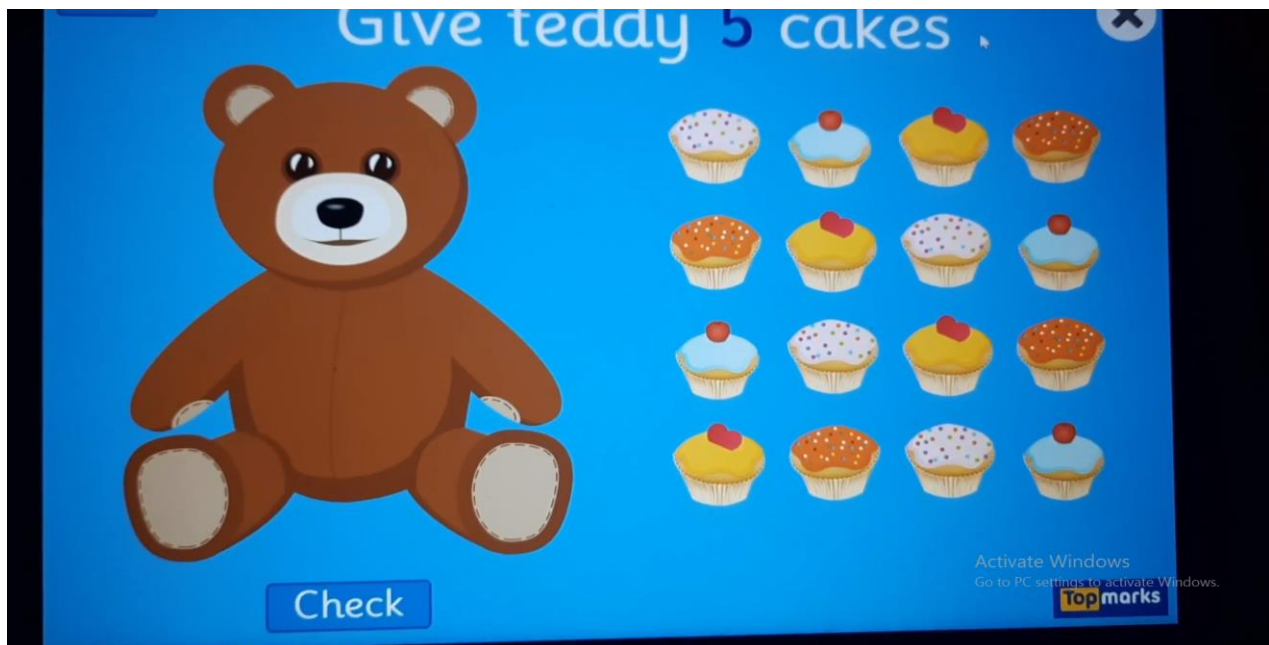 Give teddy 5 cakes .
Check
Activate Windows
Go to PC settings to activate Windows.
Topmarks